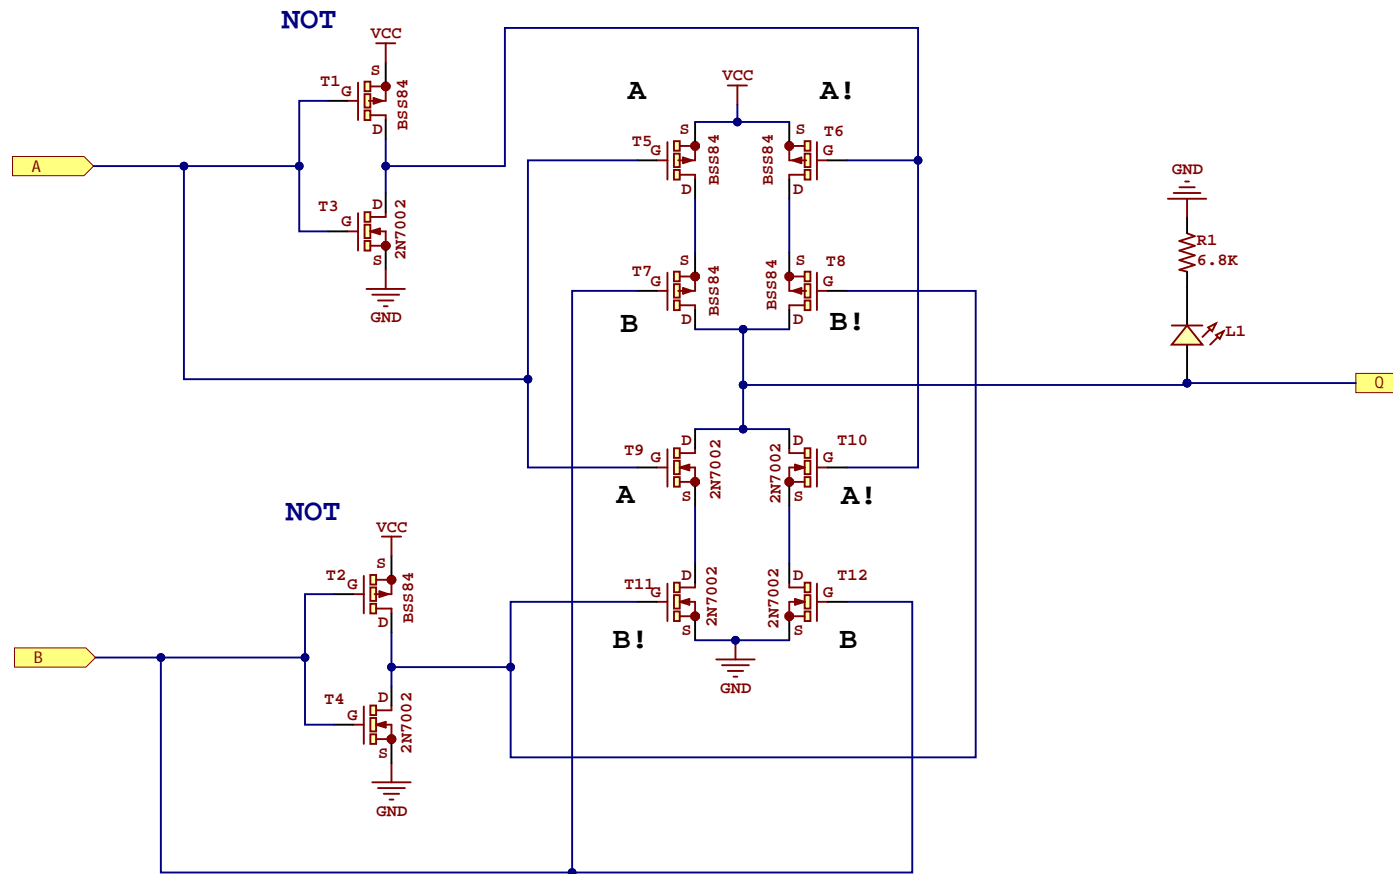 NOT
VCC
S
T1
G
BSS84
D
A
T3
D
G
2N7002
S
GND
A
VCC
A!
S
S
T5
G
BSS84
BSS84
T6
G
D
D
S
S
T7
G
BSS84
BSS84
T8
G
D
D
B
B!
GND
R1
6.8K
L1
Q
D
D
T9
G
2N7002
2N7002
T10
G
S
S
A
A!
D
D
T11
G
2N7002
2N7002
T12
G
S
S
B!
B
GND
NOT
VCC
S
T2
G
BSS84
D
B
T4
D
G
2N7002
S
GND